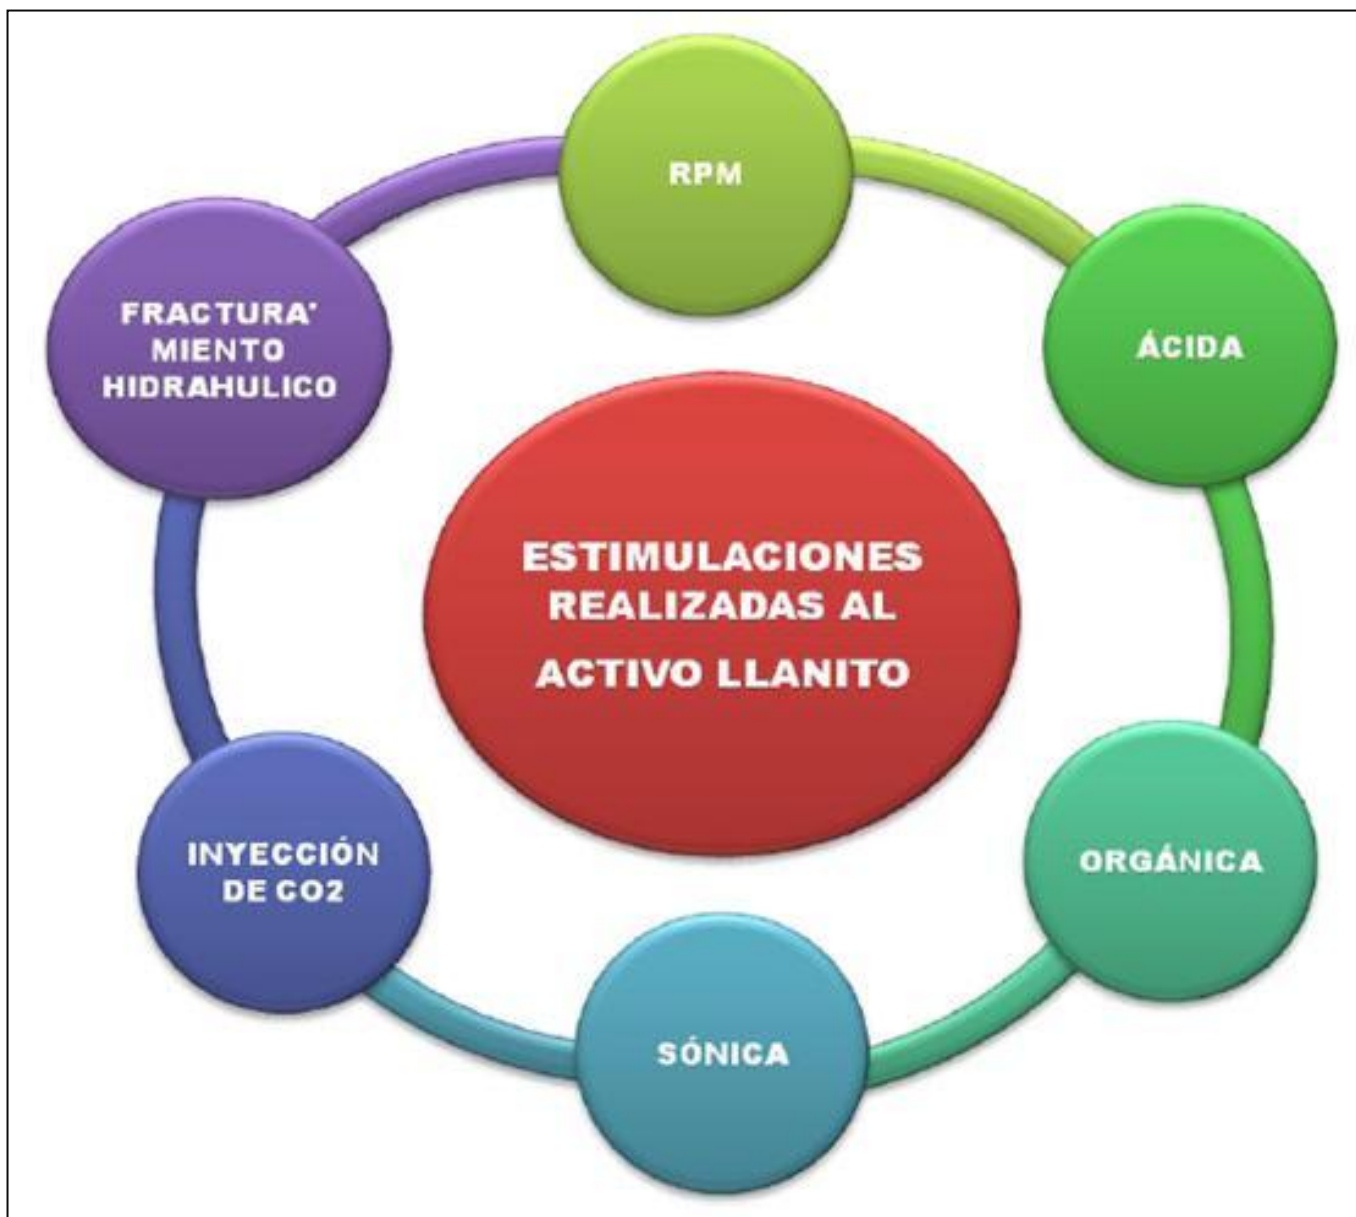 RPM
ÁCIDA
ORGÁNICA
SÓNICA
INYECCIÓN
DE CO2
FRACTURA'
MIENTO
HIDRAHULICO
ESTIMULACIONES
REALIZADAS AL
ACTIVO LLANITO